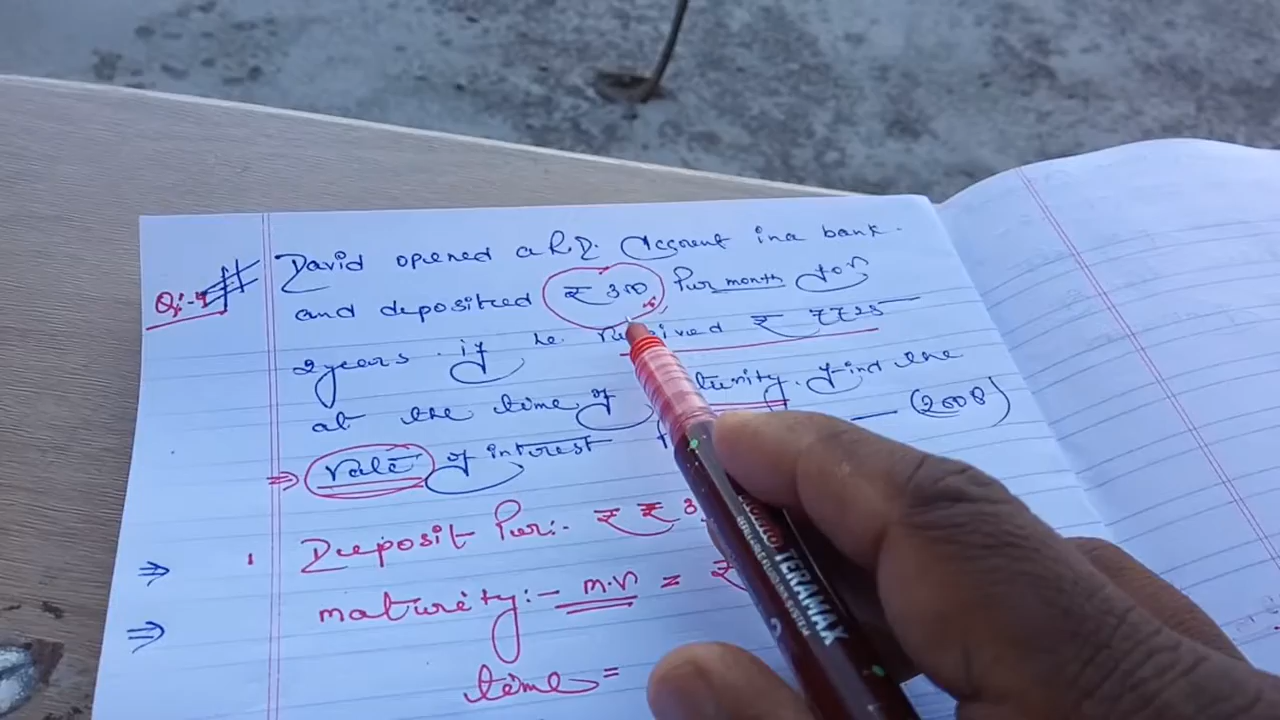 Q:-4 David opened a R.D. Account in a bank.
and deposited ₹ 300 Per month for
2 years. if he received ₹ 7725
at the time of maturity. find the
⇒ rate of interest (2008)
⇒ Deposit Per:- ₹ ₹ 3
⇒ maturity:- m.v = ₹
time =
TERAMAX